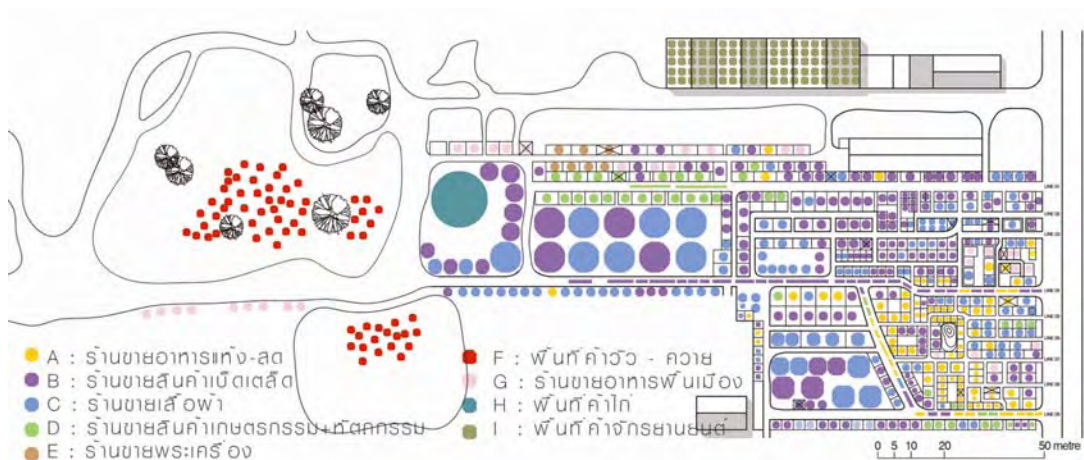 A : ร้านขายอาหารแห้ง-สด
B : ร้านขายสินค้าเบ็ดเตล็ด
C : ร้านขายเสื้อผ้า
D : ร้านขายสินค้าเกษตรกรรม+หัตถกรรม
E : ร้านขายพระเครื่อง
F : พื้นที่ค้าวัว - ควาย
G : ร้านขายอาหารพื้นเมือง
H : พื้นที่ค้าไก่
I : พื้นที่ค้าจักรยานยนต์
0 5 10 20 50 metre